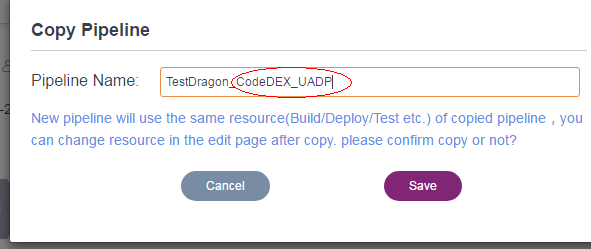 Copy Pipeline
Pipeline Name: TestDragon_CodeDEX_UADP
New pipeline will use the same resource(Build/Deploy/Test etc.) of copied pipeline，you
can change resource in the edit page after copy. please confirm copy or not?
Cancel Save